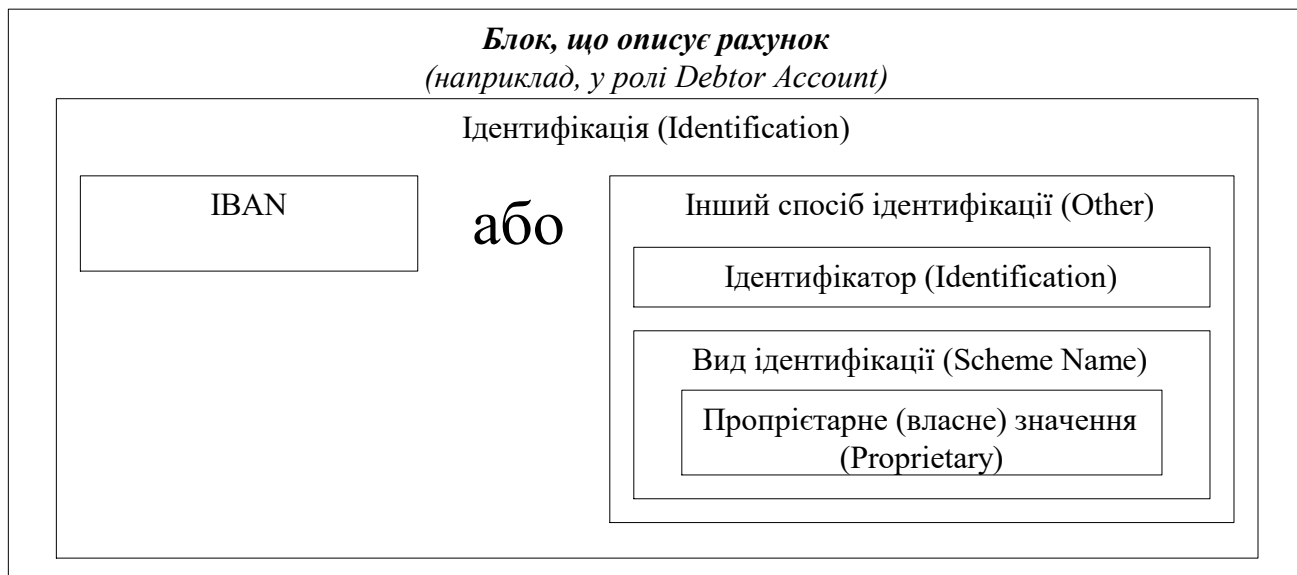 Блок, що описує рахунок
(наприклад, у ролі Debtor Account)
Ідентифікація (Identification)
IBAN
або
Інший спосіб ідентифікації (Other)
Ідентифікатор (Identification)
Вид ідентифікації (Scheme Name)
Пропрієтарне (власне) значення
(Proprietary)